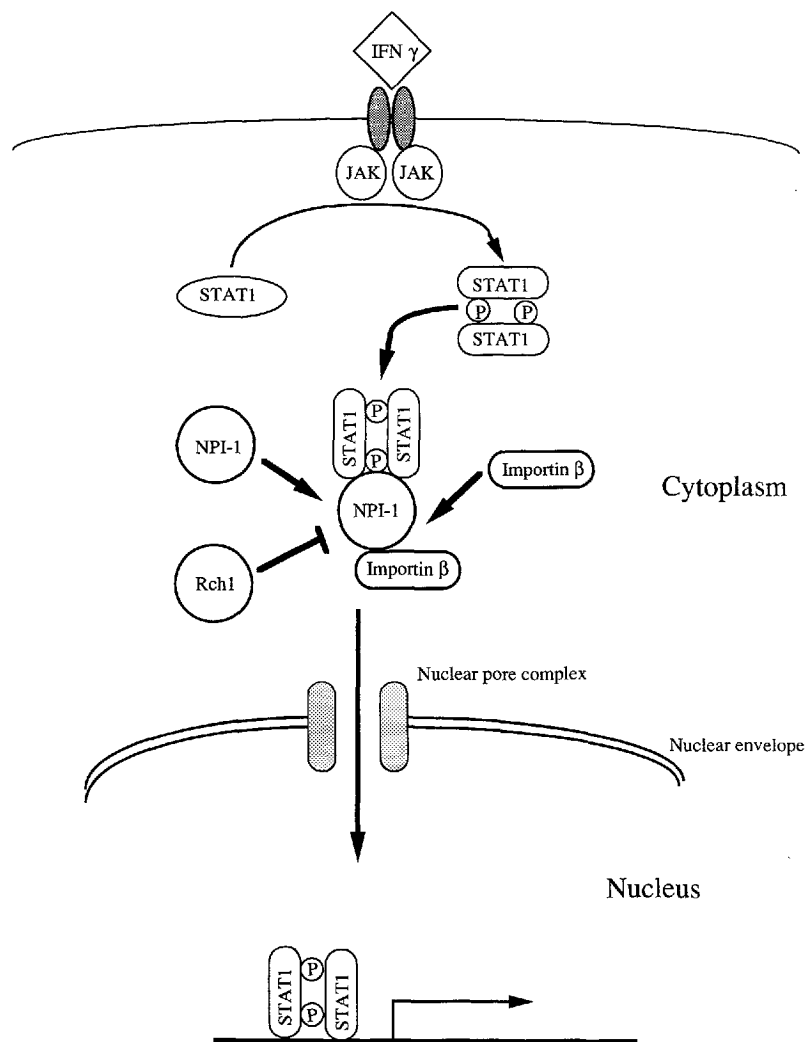 IFN γ
JAK JAK
STAT1
STAT1
P P
STAT1
STAT1 P P STAT1
NPI-1
NPI-1
Importin β
Cytoplasm
Rch1
Importin β
Nuclear pore complex
Nuclear envelope
Nucleus
STAT1 P P STAT1